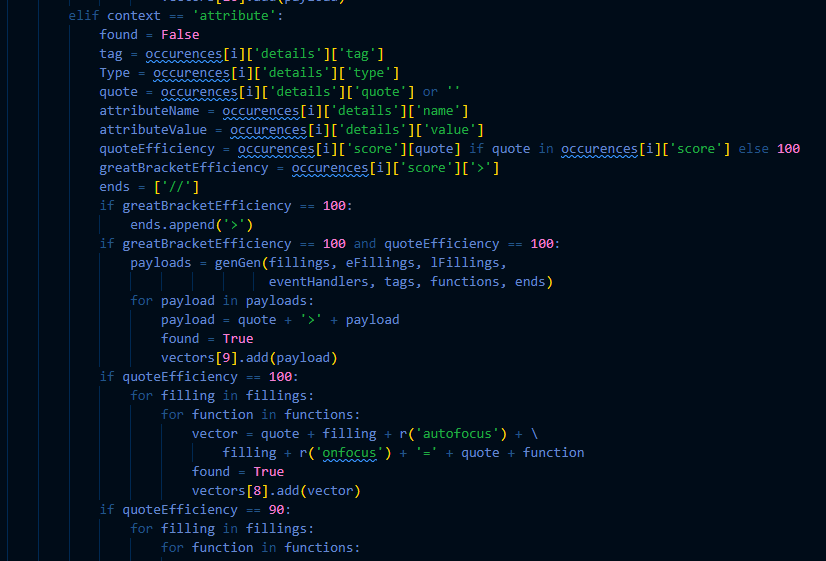 elif context == 'attribute':
found = False
tag = occurences[i]['details']['tag']
Type = occurences[i]['details']['type']
quote = occurences[i]['details']['quote'] or ''
attributeName = occurences[i]['details']['name']
attributeValue = occurences[i]['details']['value']
quoteEfficiency = occurences[i]['score'][quote] if quote in occurences[i]['score'] else 100
greatBracketEfficiency = occurences[i]['score']['>']
ends = ['//']
if greatBracketEfficiency == 100:
ends.append('>')
if greatBracketEfficiency == 100 and quoteEfficiency == 100:
payloads = genGen(fillings, eFillings, lFillings,
eventHandlers, tags, functions, ends)
for payload in payloads:
payload = quote + '>' + payload
found = True
vectors[9].add(payload)
if quoteEfficiency == 100:
for filling in fillings:
for function in functions:
vector = quote + filling + r('autofocus') + \
filling + r('onfocus') + '=' + quote + function
found = True
vectors[8].add(vector)
if quoteEfficiency == 90:
for filling in fillings:
for function in functions: